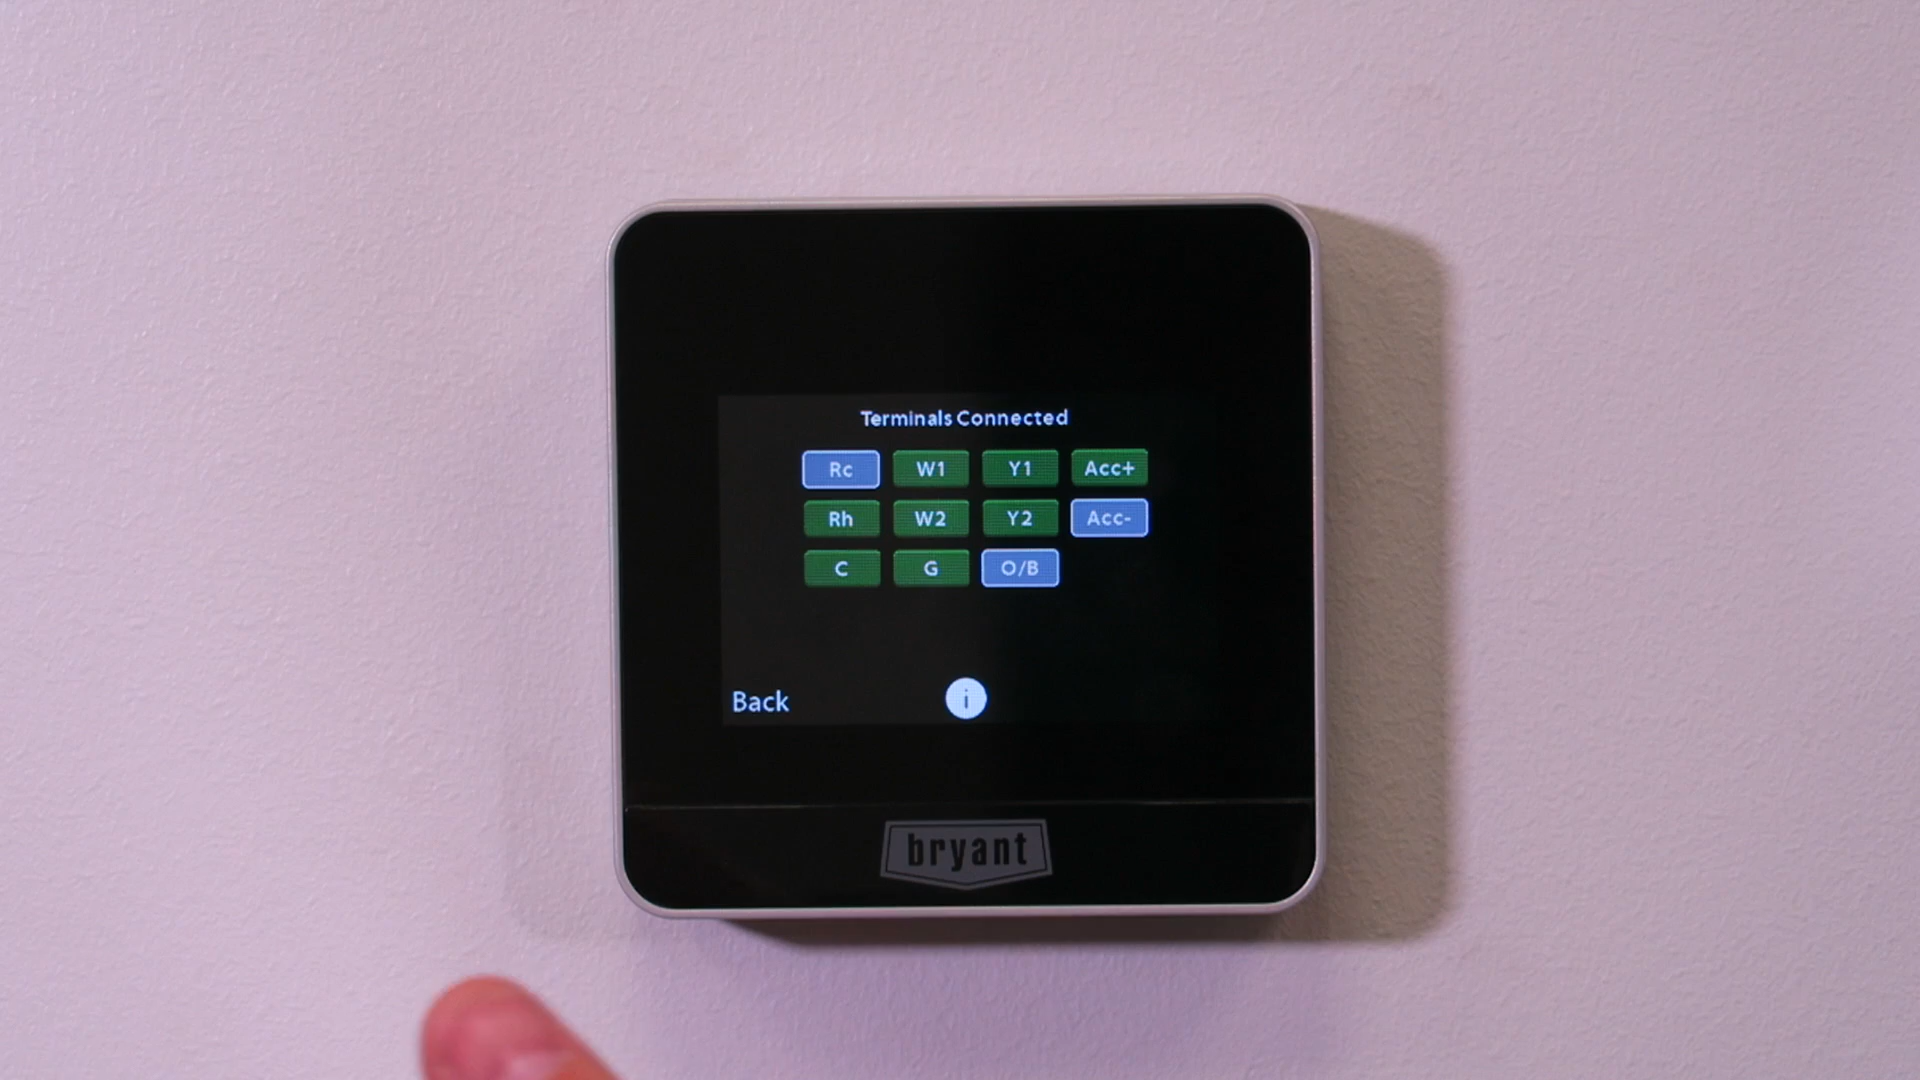 Terminals Connected
Rc W1 Y1 Acc+
Rh W2 Y2 Acc-
C G O/B
Back i
bryant